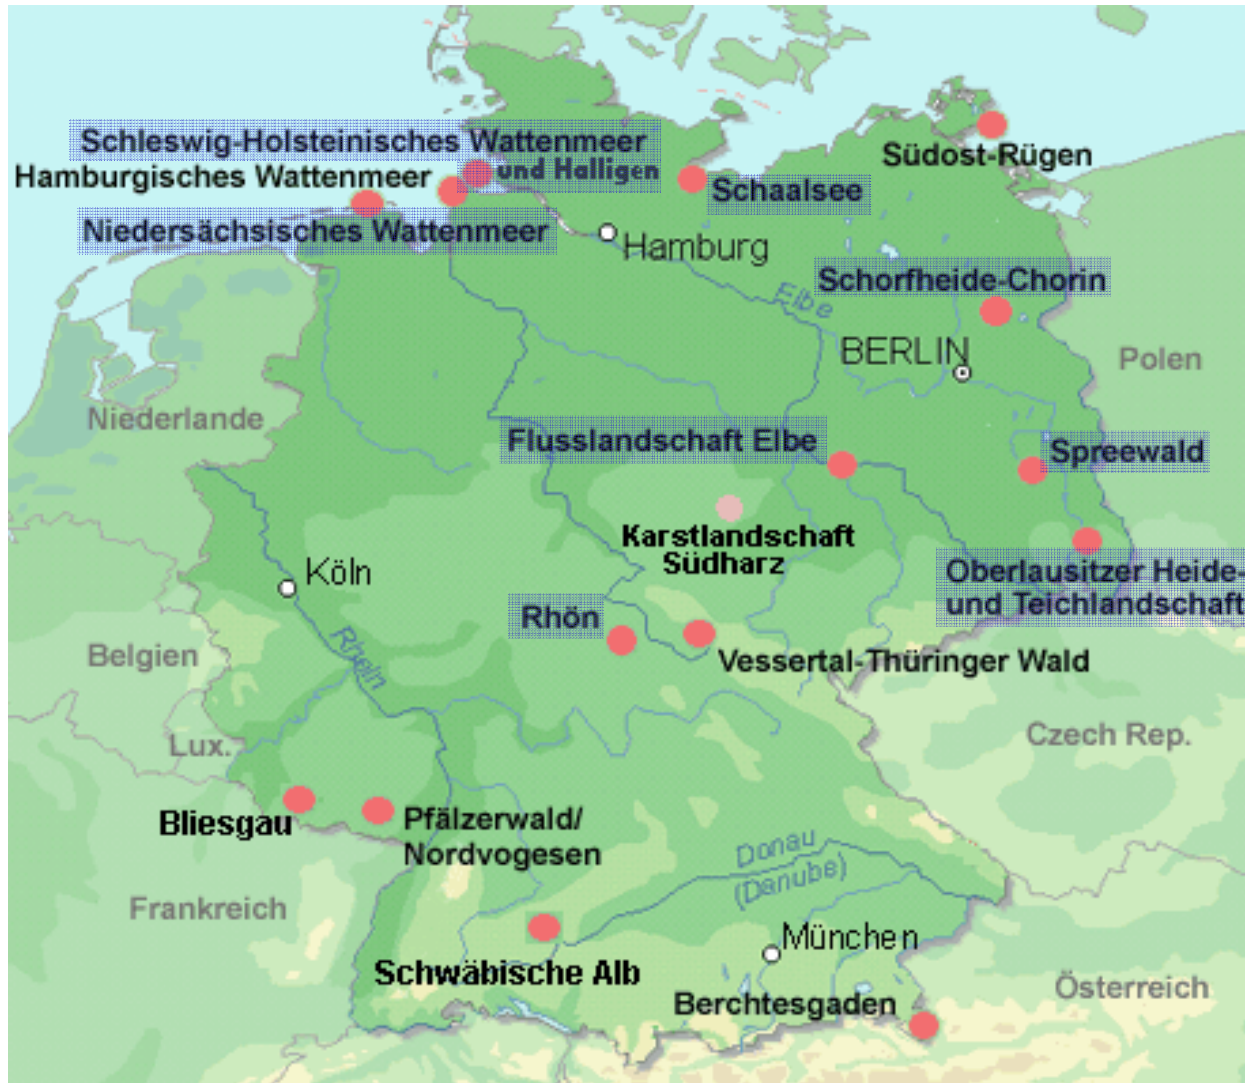 Schleswig-Holsteinisches Wattenmeer
und Halligen
Hamburgisches Wattenmeer
Niedersächsisches Wattenmeer
Südost-Rügen
Schaalsee
Hamburg
Schorfheide-Chorin
Elbe
BERLIN
Polen
Niederlande
Flusslandschaft Elbe
Spreewald
Karstlandschaft
Südharz
Köln
Oberlausitzer Heide-
und Teichlandschaft
Rhön
Rhein
Belgien
Vessertal-Thüringer Wald
Lux.
Czech Rep.
Bliesgau
Pfälzerwald/
Nordvogesen
Donau
(Danube)
Frankreich
München
Schwäbische Alb
Österreich
Berchtesgaden